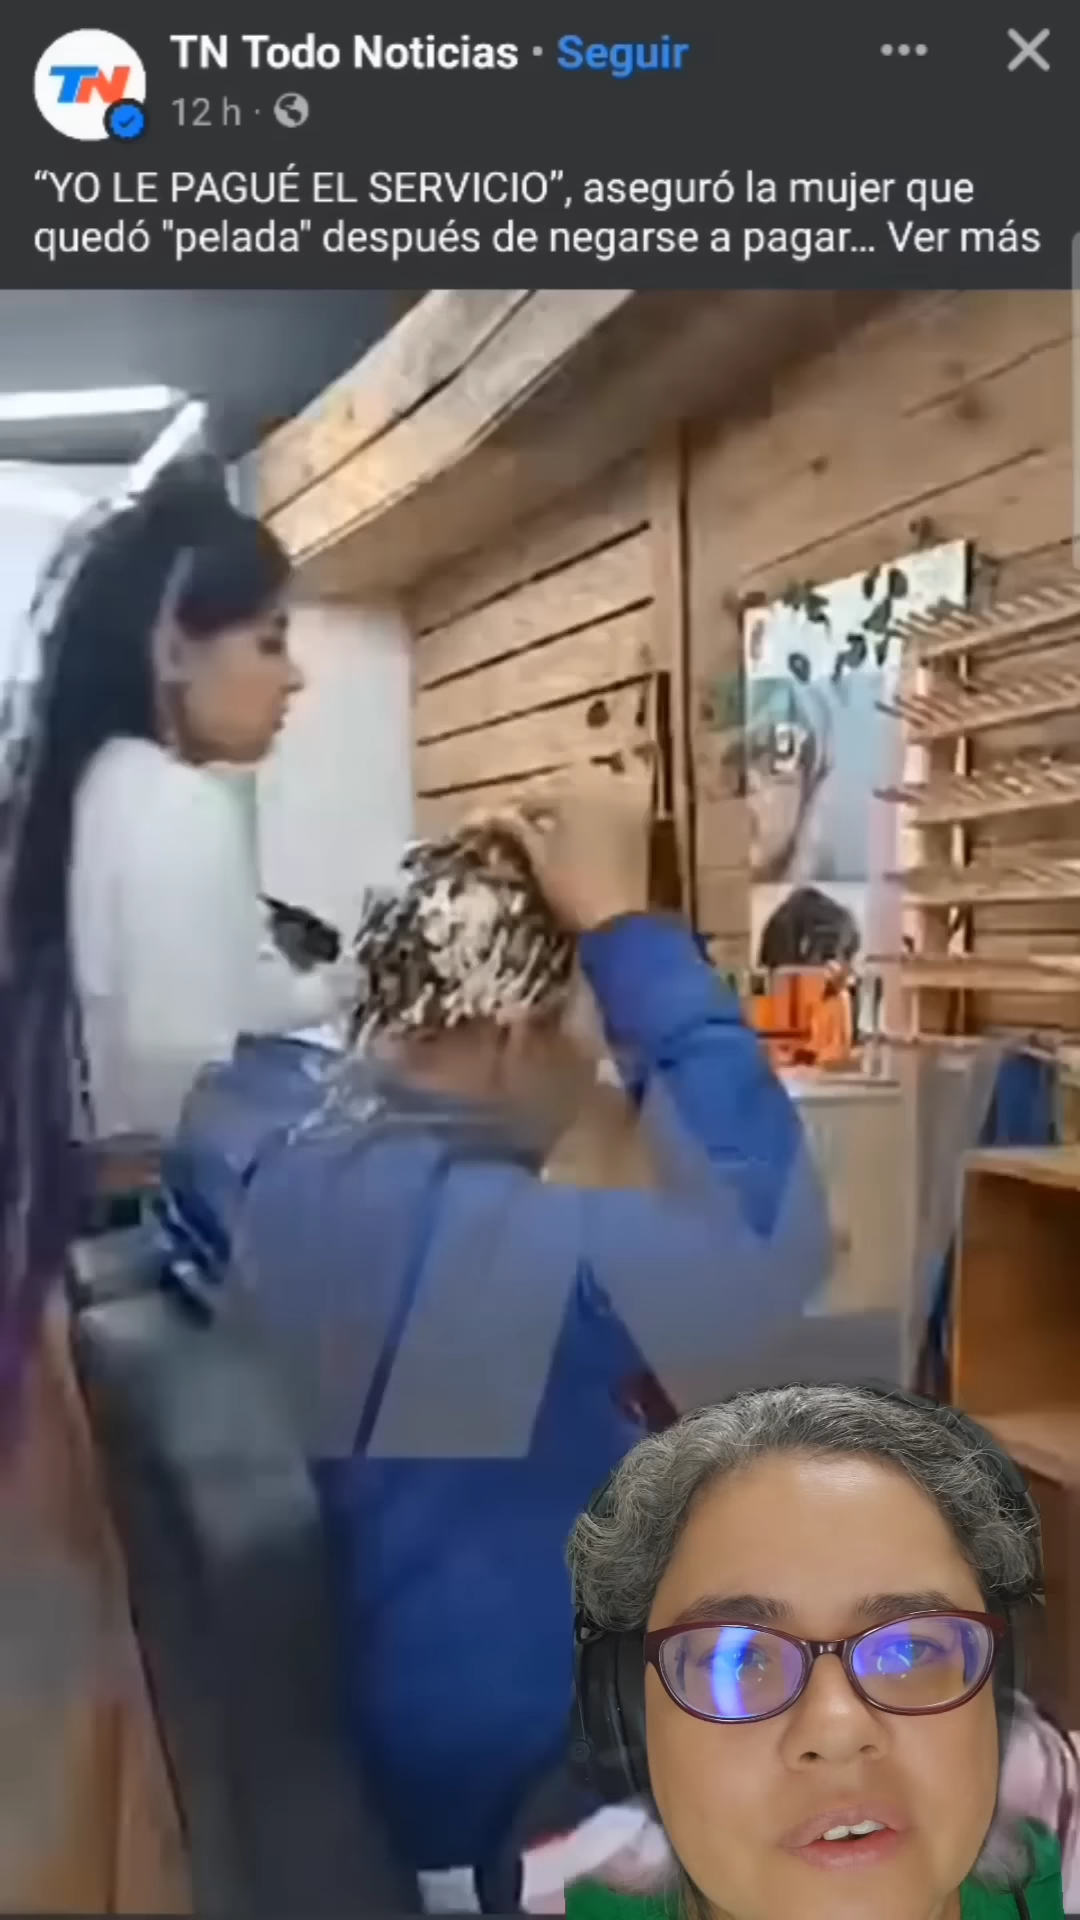 TN
TN Todo Noticias · Seguir
12 h ·
“YO LE PAGUÉ EL SERVICIO”, aseguró la mujer que
quedó "pelada" después de negarse a pagar... Ver más